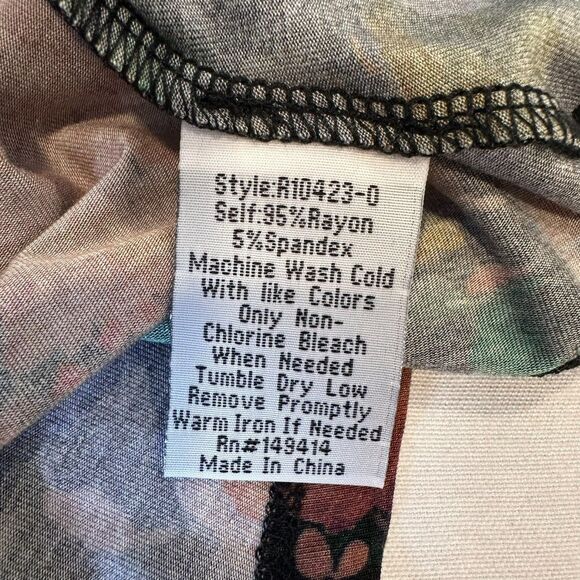 Style:R10423-0
Self:95%Rayon
5%Spandex
Machine Wash Cold
With like Colors
Only Non-
Chlorine Bleach
When Needed
Tumble Dry Low
Remove Promptly
Warm Iron If Needed
Rn#149414
Made In China